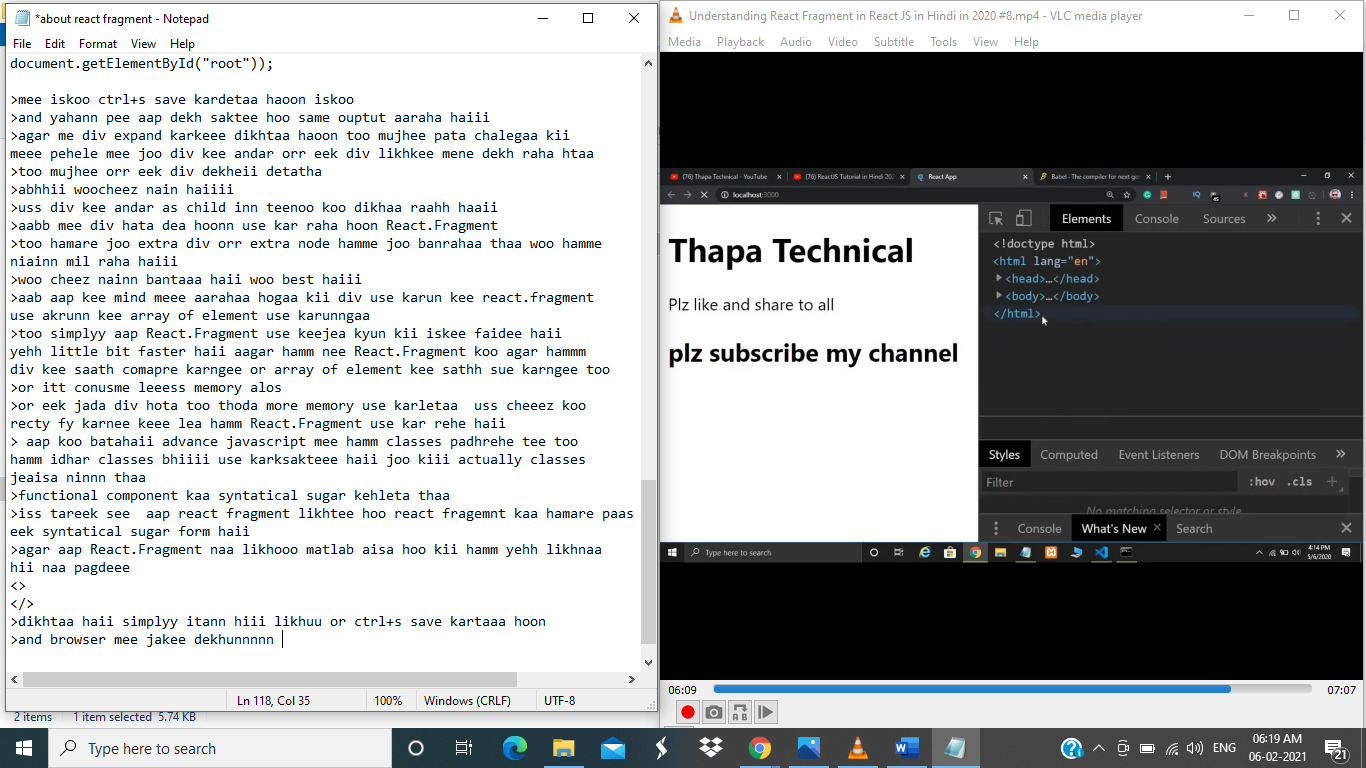 *about react fragment - Notepad
File Edit Format View Help
document.getElementById("root"));
>mee iskoo ctrl+s save kardetaa haoon iskoo
>and yahann pee aap dekh saktee hoo same ouptut aaraha haiii
>agar me div expand karkeee dikhtaa haoon too mujhee pata chalegaa kii
meee pehele mee joo div kee andar orr eek div likhkee mene dekh raha htaa
>too mujhee orr eek div dekheii detatha
>abhhii woocheez nain haiiii
>uss div kee andar as child inn teenoo koo dikhaa raahh haaii
>aabb mee div hata dea hoonn use kar raha hoon React.Fragment
>too hamare joo extra div orr extra node hamme joo banrahaa thaa woo hamme
niainn mil raha haiii
>woo cheez nainn bantaaa haii woo best haiii
>aab aap kee mind meee aarahaa hogaa kii div use karun kee react.fragment
use akrunn kee array of element use karunngaa
>too simplyy aap React.Fragment use keejea kyun kii iskee faidee haii
yehh little bit faster haii aagar hamm nee React.Fragment koo agar hammm
div kee saath comapre karngee or array of element kee sathh sue karngee too
>or itt conusme leeess memory alos
>or eek jada div hota too thoda more memory use karletaa  uss cheeez koo
recty fy karnee keee lea hamm React.Fragment use kar rehe haii
> aap koo batahaii advance javascript mee hamm classes padhrehe tee too
hamm idhar classes bhiiii use karksakteee haii joo kiii actually classes
jeaisa ninnn thaa
>functional component kaa syntatical sugar kehleta thaa
>iss tareek see  aap react fragment likhtee hoo react fragemnt kaa hamare paas
eek syntatical sugar form haii
>agar aap React.Fragment naa likhooo matlab aisa hoo kii hamm yehh likhnaa
hii naa pagdeee
<>
</>
>dikhtaa haii simplyy itann hiii likhuu or ctrl+s save kartaaa hoon
>and browser mee jakee dekhunnnnn
Ln 118, Col 35 100% Windows (CRLF) UTF-8
2 items 1 item selected 5.74 KB
Understanding React Fragment in React JS in Hindi in 2020 #8.mp4 - VLC media player
Media Playback Audio Video Subtitle Tools View Help
(76) Thapa Technical - YouTube (76) ReactJS Tutorial in Hindi 202 React App Babel - The compiler for next ge
localhost:3000
Elements Console Sources
Thapa Technical
Plz like and share to all
plz subscribe my channel
<!doctype html>
<html lang="en">
<head>…</head>
<body>…</body>
</html>
Styles Computed Event Listeners DOM Breakpoints
Filter :hov .cls
No matching selector or style
Console What's New Search
Type here to search
4:14 PM
5/6/2020
06:09 07:07
Type here to search
ENG
06:19 AM
06-02-2021
21